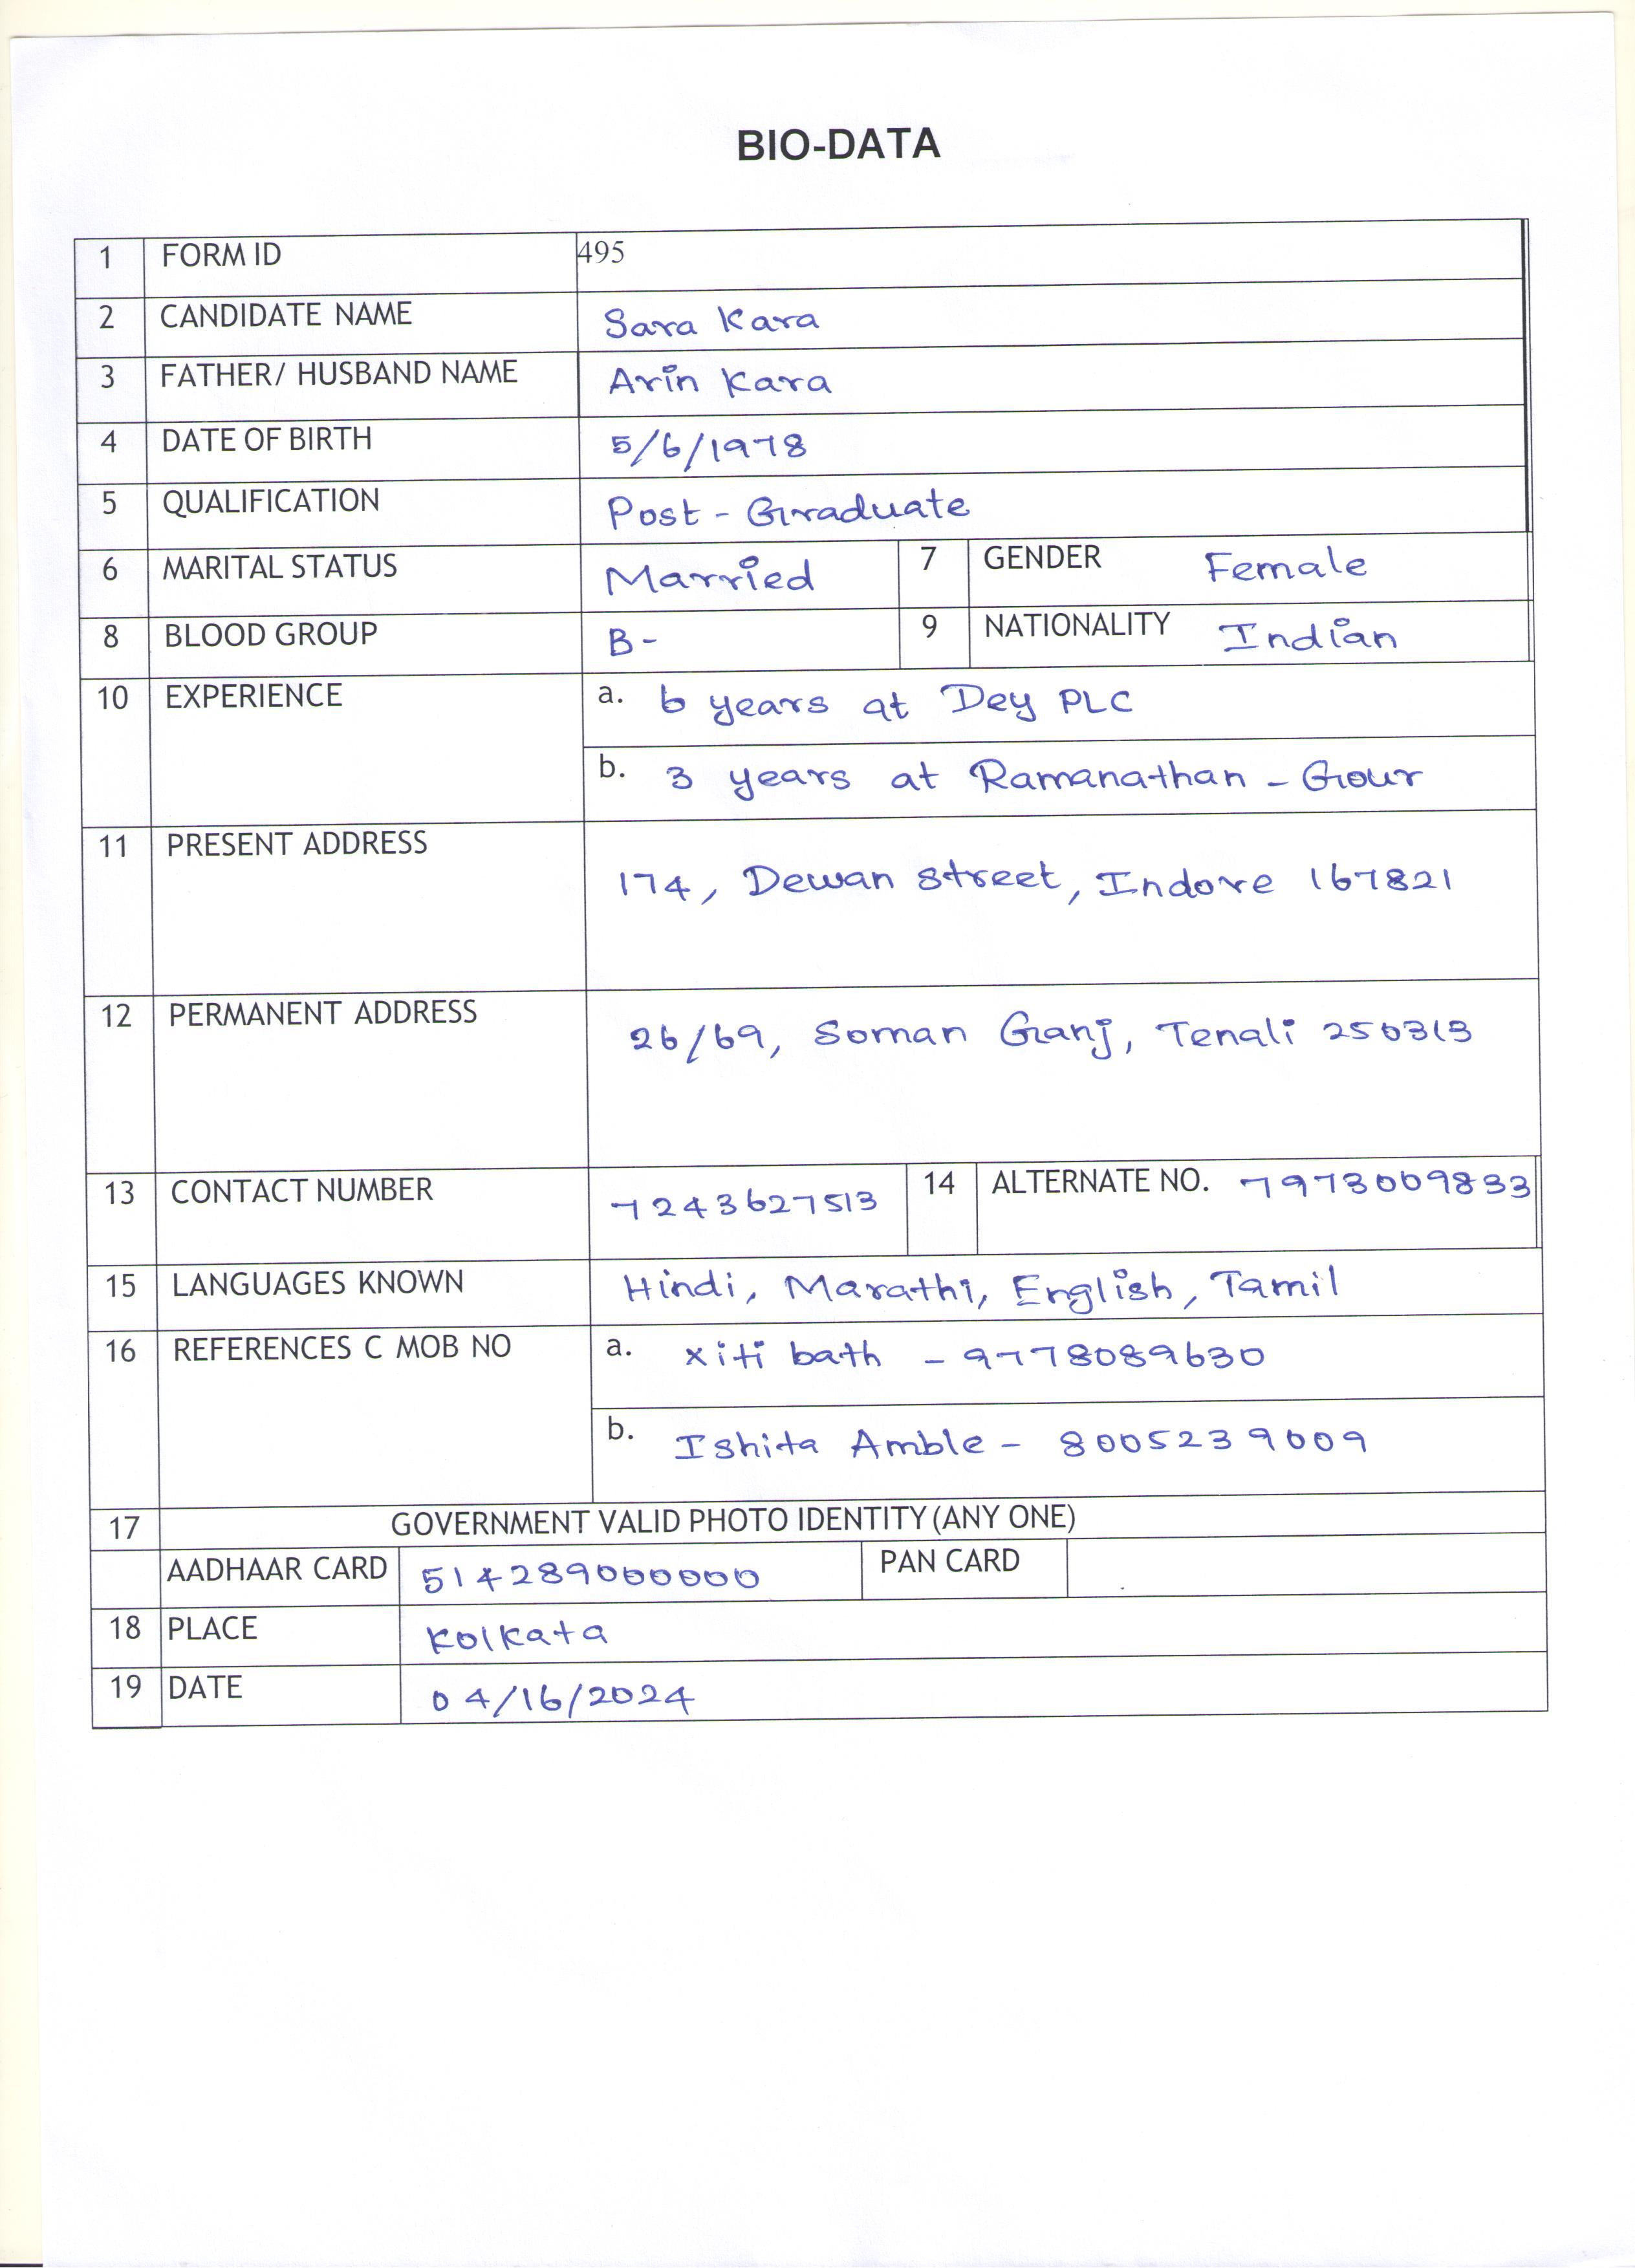 BIO-DATA
1 FORM ID 495
2 CANDIDATE NAME Sara Kara
3 FATHER/ HUSBAND NAME Arin Kara
4 DATE OF BIRTH 5/6/1978
5 QUALIFICATION Post - Graduate
6 MARITAL STATUS Married 7 GENDER Female
8 BLOOD GROUP B- 9 NATIONALITY Indian
10 EXPERIENCE a. 6 years at Dey PLC
b. 3 years at Ramanathan - Gour
11 PRESENT ADDRESS
174, Dewan Street, Indore 167821
12 PERMANENT ADDRESS
26/69, Soman Ganj, Tenali 250313
13 CONTACT NUMBER 7243627513 14 ALTERNATE NO. 7973009833
15 LANGUAGES KNOWN Hindi, Marathi, English, Tamil
16 REFERENCES C MOB NO a. xiti bath - 9778089630
b. Ishita Amble - 8005239009
17 GOVERNMENT VALID PHOTO IDENTITY (ANY ONE)
AADHAAR CARD 514289000000 PAN CARD
18 PLACE Kolkata
19 DATE 04/16/2024